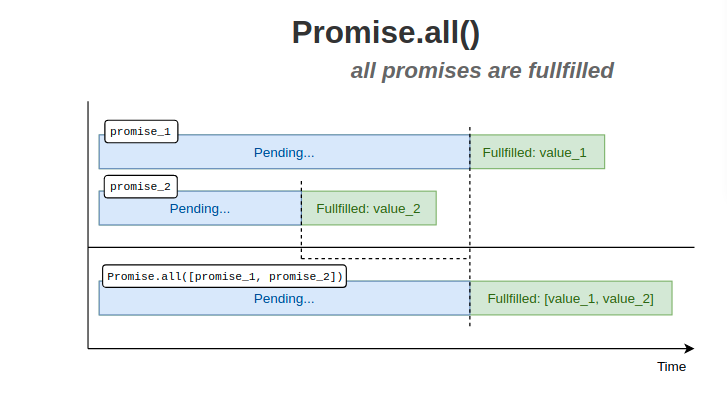 Promise.all()
all promises are fullfilled
promise_1
Pending...
Fullfilled: value_1
promise_2
Pending...
Fullfilled: value_2
Promise.all([promise_1, promise_2])
Pending...
Fullfilled: [value_1, value_2]
Time